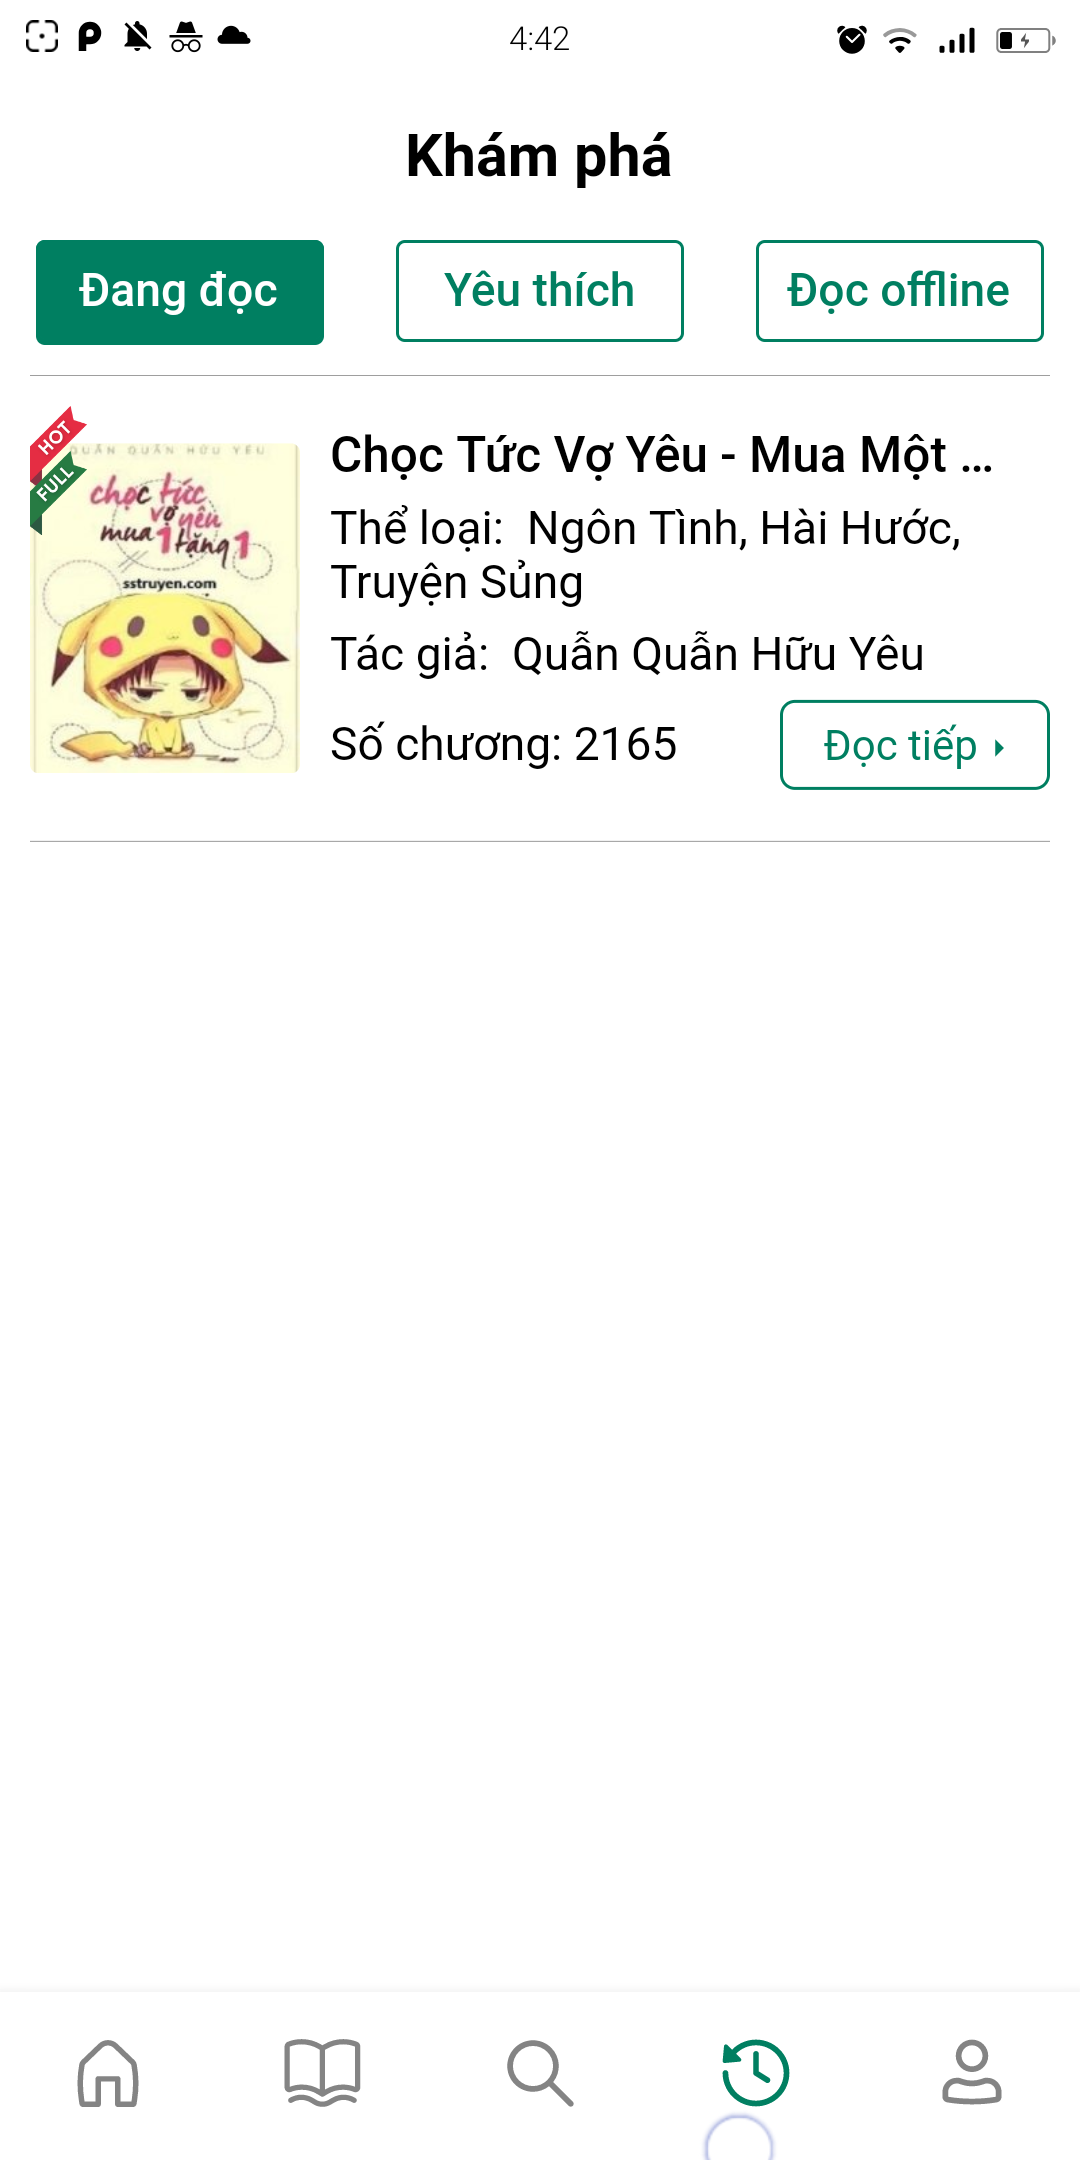 4:42
Khám phá
Đang đọc
Yêu thích
Đọc offline
HOT
FULL
QUẪN QUẪN HỮU YÊU
chọc tức
vợ yêu
mua 1 tặng 1
sstruyen.com
Chọc Tức Vợ Yêu - Mua Một ...
Thể loại: Ngôn Tình, Hài Hước,
Truyện Sủng
Tác giả: Quẫn Quẫn Hữu Yêu
Số chương: 2165
Đọc tiếp